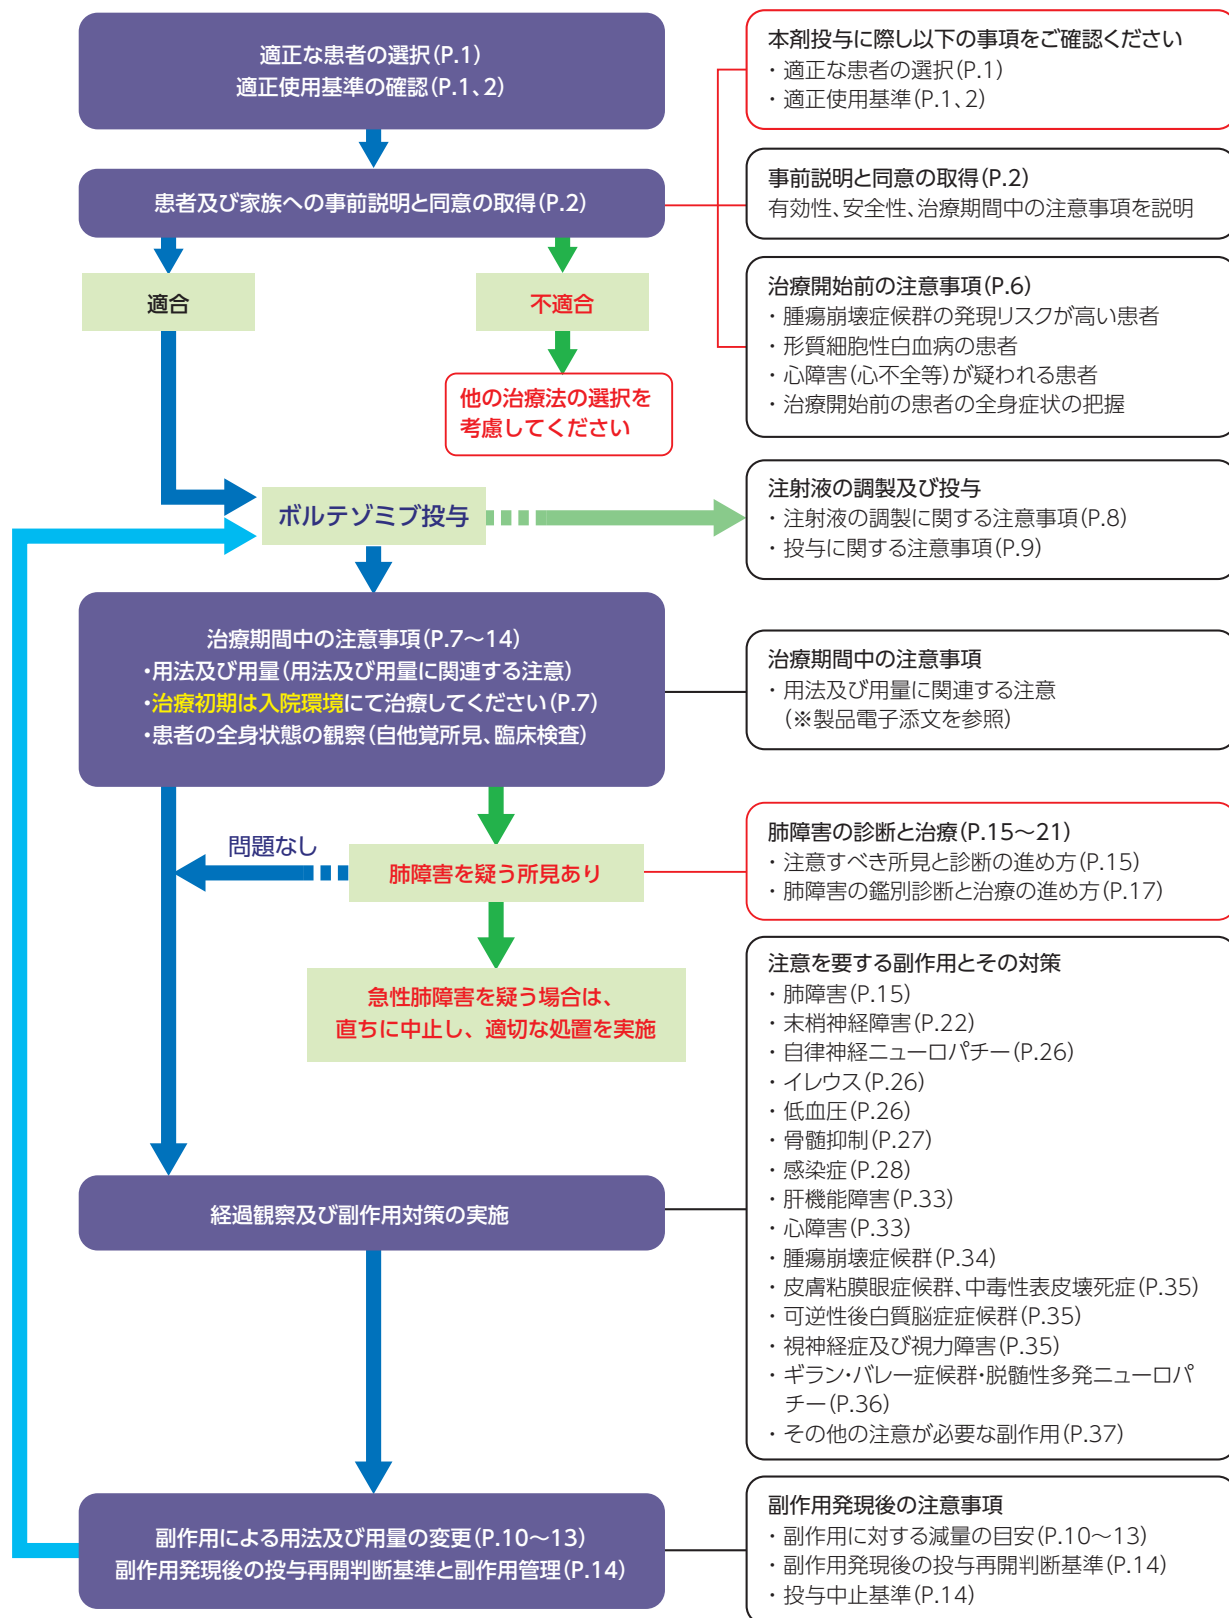 適正な患者の選択(P.1)
適正使用基準の確認(P.1、2)
本剤投与に際し以下の事項をご確認ください
・適正な患者の選択(P.1)
・適正使用基準(P.1、2)
患者及び家族への事前説明と同意の取得(P.2)
事前説明と同意の取得(P.2)
有効性、安全性、治療期間中の注意事項を説明
適合
不適合
他の治療法の選択を
考慮してください
治療開始前の注意事項(P.6)
・腫瘍崩壊症候群の発現リスクが高い患者
・形質細胞性白血病の患者
・心障害(心不全等)が疑われる患者
・治療開始前の患者の全身症状の把握
ボルテゾミブ投与
注射液の調製及び投与
・注射液の調製に関する注意事項(P.8)
・投与に関する注意事項(P.9)
治療期間中の注意事項(P.7〜14)
・用法及び用量(用法及び用量に関連する注意)
・治療初期は入院環境にて治療してください(P.7)
・患者の全身状態の観察(自他覚所見、臨床検査)
治療期間中の注意事項
・用法及び用量に関連する注意
(※製品電子添文を参照)
問題なし
肺障害を疑う所見あり
肺障害の診断と治療(P.15〜21)
・注意すべき所見と診断の進め方(P.15)
・肺障害の鑑別診断と治療の進め方(P.17)
急性肺障害を疑う場合は、
直ちに中止し、適切な処置を実施
経過観察及び副作用対策の実施
注意を要する副作用とその対策
・肺障害(P.15)
・末梢神経障害(P.22)
・自律神経ニューロパチー(P.26)
・イレウス(P.26)
・低血圧(P.26)
・骨髄抑制(P.27)
・感染症(P.28)
・肝機能障害(P.33)
・心障害(P.33)
・腫瘍崩壊症候群(P.34)
・皮膚粘膜眼症候群、中毒性表皮壊死症(P.35)
・可逆性後白質脳症症候群(P.35)
・視神経症及び視力障害(P.35)
・ギラン・バレー症候群・脱髄性多発ニューロパ
チー(P.36)
・その他の注意が必要な副作用(P.37)
副作用による用法及び用量の変更(P.10〜13)
副作用発現後の投与再開判断基準と副作用管理(P.14)
副作用発現後の注意事項
・副作用に対する減量の目安(P.10〜13)
・副作用発現後の投与再開判断基準(P.14)
・投与中止基準(P.14)